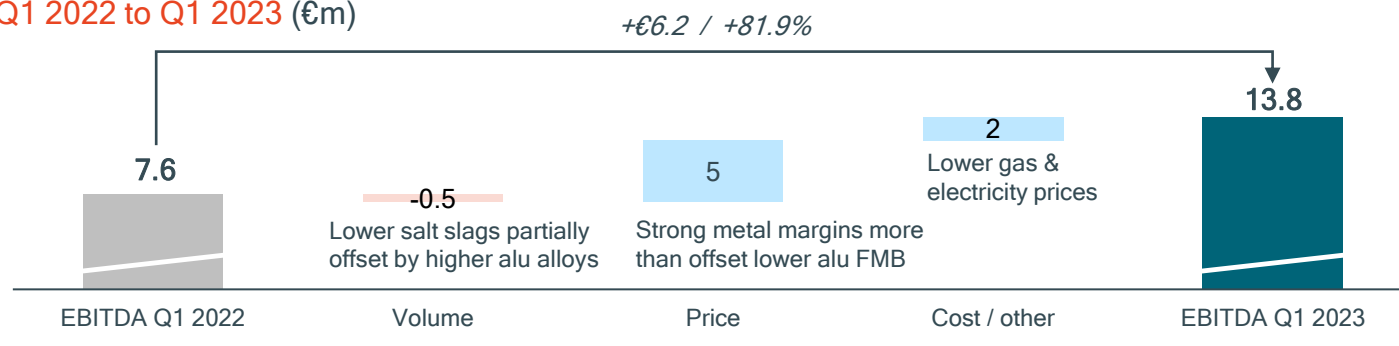 Q1 2022 to Q1 2023 (€m)
+€6.2 / +81.9%
7.6
-0.5
Lower salt slags partially
offset by higher alu alloys
5
Strong metal margins more
than offset lower alu FMB
2
Lower gas &
electricity prices
13.8
EBITDA Q1 2022
Volume
Price
Cost / other
EBITDA Q1 2023